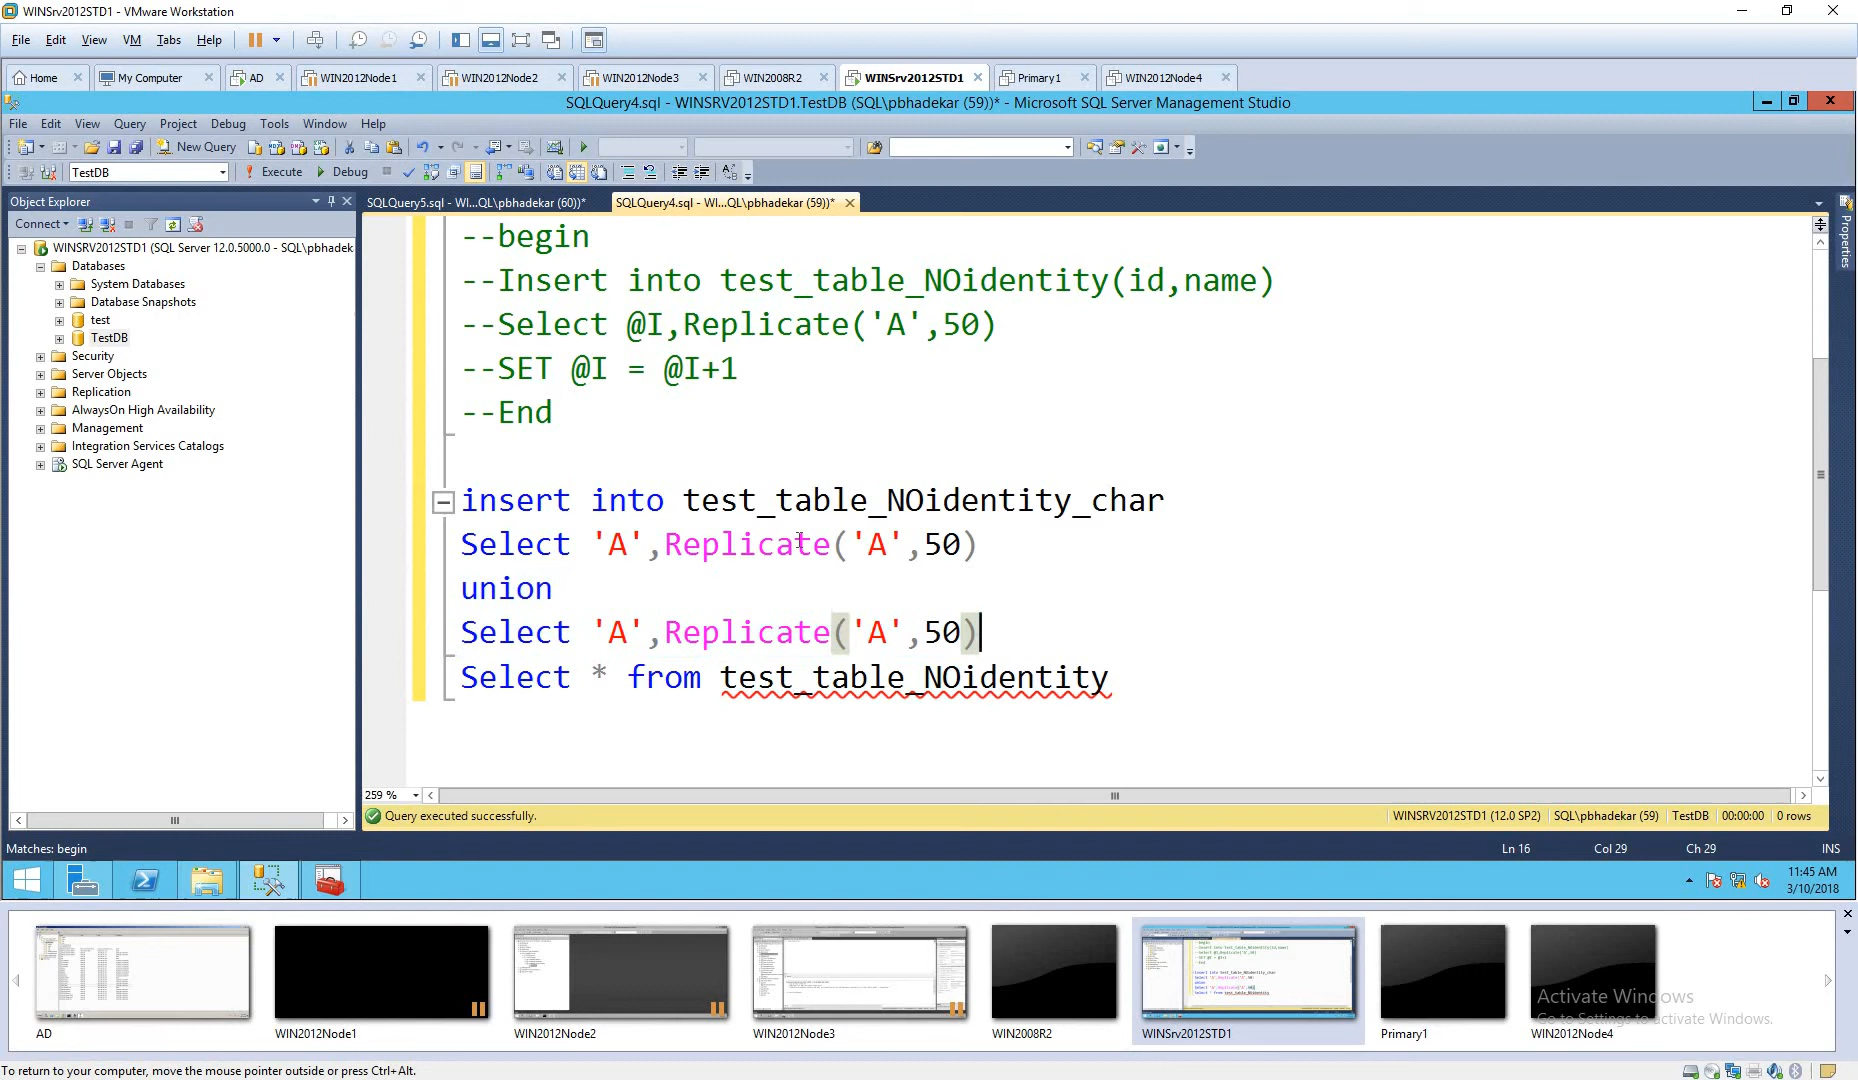 WINSrv2012STD1 - VMware Workstation
File Edit View VM Tabs Help
Home My Computer AD WIN2012Node1 WIN2012Node2 WIN2012Node3 WIN2008R2 WINSrv2012STD1 Primary1 WIN2012Node4
SQLQuery4.sql - WINSRV2012STD1.TestDB (SQL\pbhadekar (59))* - Microsoft SQL Server Management Studio
File Edit View Query Project Debug Tools Window Help
New Query
TestDB Execute Debug
Object Explorer
SQLQuery5.sql - WI...QL\pbhadekar (60))* SQLQuery4.sql - WI...QL\pbhadekar (59))*
Connect
WINSRV2012STD1 (SQL Server 12.0.5000.0 - SQL\pbhadek
Databases
System Databases
Database Snapshots
test
TestDB
Security
Server Objects
Replication
AlwaysOn High Availability
Management
Integration Services Catalogs
SQL Server Agent
--begin
--Insert into test_table_NOidentity(id,name)
--Select @I,Replicate('A',50)
--SET @I = @I+1
--End
insert into test_table_NOidentity_char
Select 'A',Replicate('A',50)
union
Select 'A',Replicate('A',50)
Select * from test_table_NOidentity
Properties
259 %
Query executed successfully. WINSRV2012STD1 (12.0 SP2) SQL\pbhadekar (59) TestDB 00:00:00 0 rows
Matches: begin Ln 16 Col 29 Ch 29 INS
11:45 AM
3/10/2018
AD WIN2012Node1 WIN2012Node2 WIN2012Node3 WIN2008R2 WINSrv2012STD1 Primary1 WIN2012Node4
Activate Windows
Go to Settings to activate Windows.
To return to your computer, move the mouse pointer outside or press Ctrl+Alt.